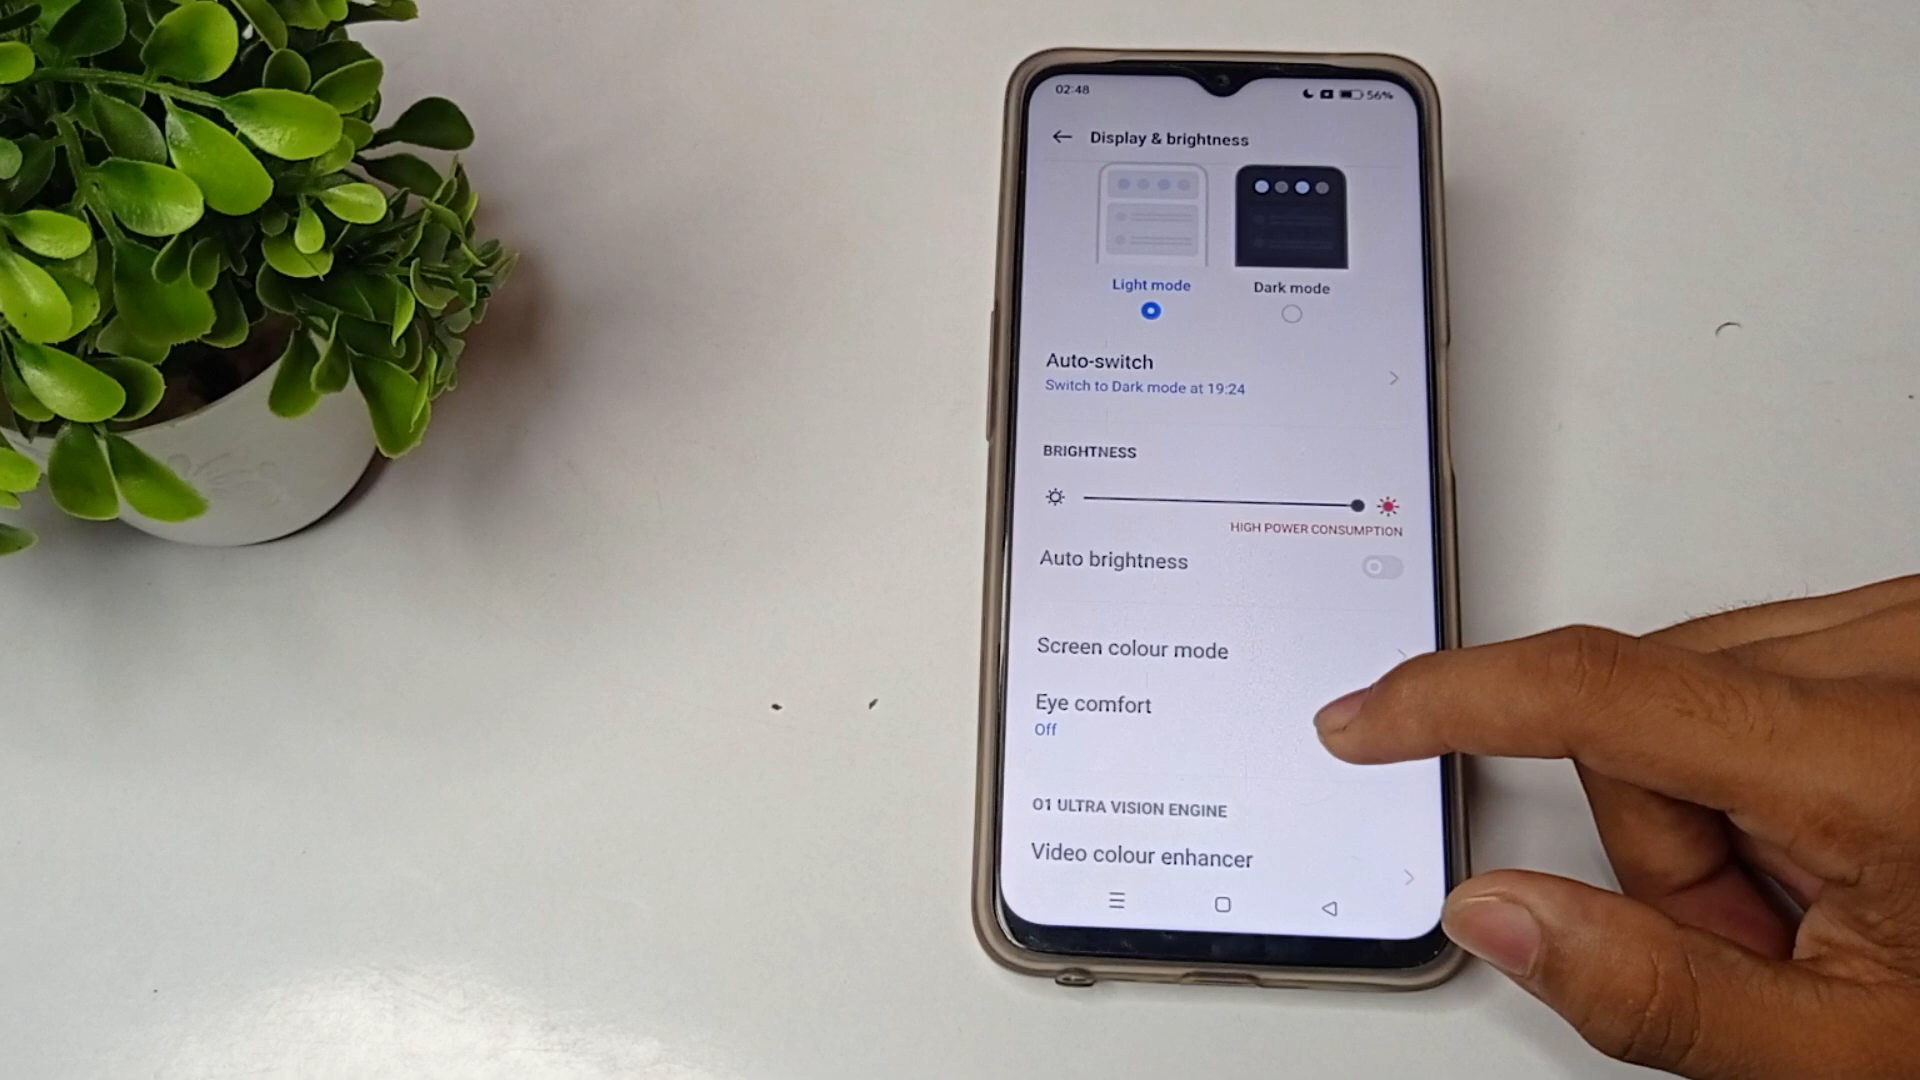 02:48
56%
Display & brightness
Light mode
Dark mode
Auto-switch
Switch to Dark mode at 19:24
BRIGHTNESS
HIGH POWER CONSUMPTION
Auto brightness
Screen colour mode
Eye comfort
Off
O1 ULTRA VISION ENGINE
Video colour enhancer